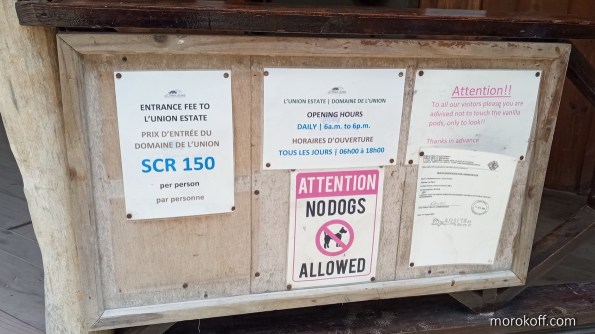 ENTRANCE FEE TO
L'UNION ESTATE
PRIX D'ENTRÉE DU
DOMAINE DE L'UNION
SCR 150
per person
par personne
L'UNION ESTATE | DOMAINE DE L'UNION
OPENING HOURS
DAILY | 6a.m. to 6p.m.
HORAIRES D'OUVERTURE
TOUS LES JOURS | 06h00 à 18h00
ATTENTION
NO DOGS
ALLOWED
Attention!!
To all our visitors please you are
adviced not to touch the vanilla
pods, only to look!!
Thanks in advance
morokoff.com